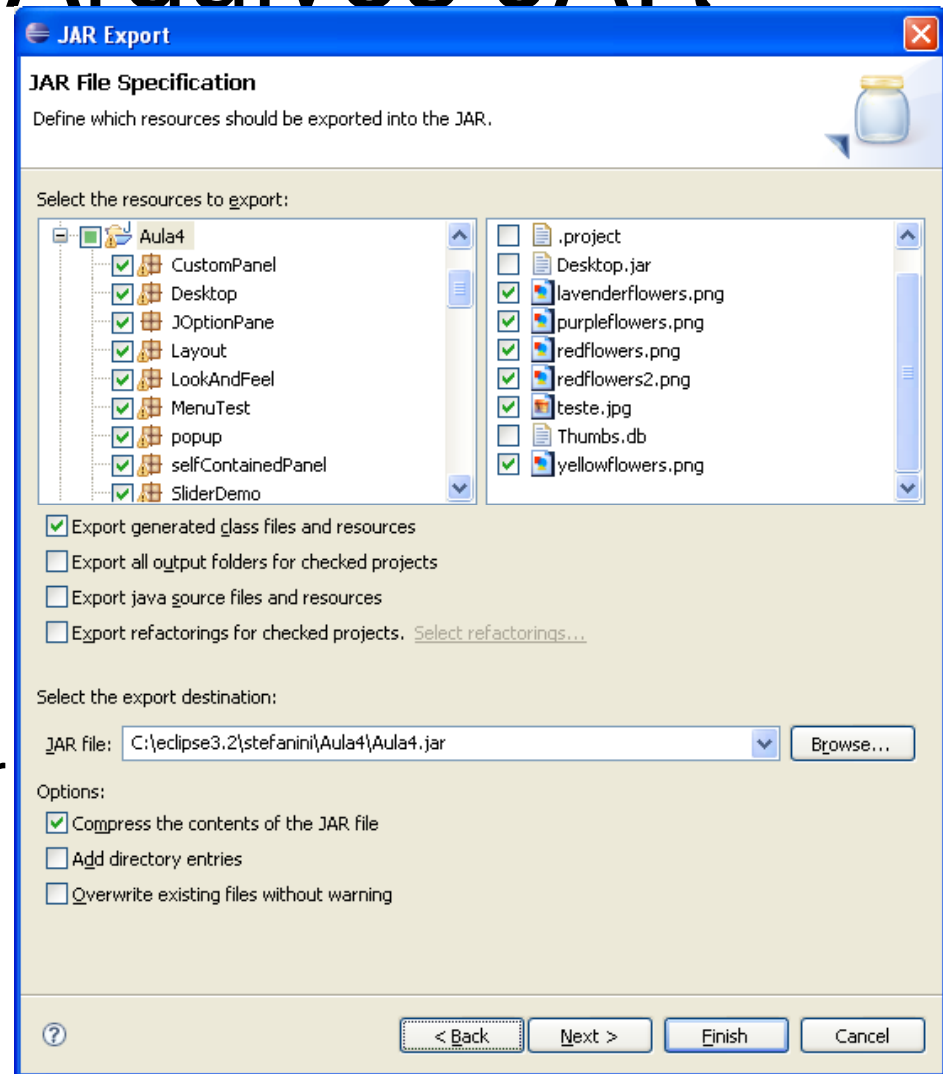 Arquivos JAR
JAR Export
JAR File Specification
Define which resources should be exported into the JAR.
Select the resources to export:
Aula4
CustomPanel
Desktop
JOptionPane
Layout
LookAndFeel
MenuTest
popup
selfContainedPanel
SliderDemo
.project
Desktop.jar
lavenderflowers.png
purpleflowers.png
redflowers.png
redflowers2.png
teste.jpg
Thumbs.db
yellowflowers.png
Export generated class files and resources
Export all output folders for checked projects
Export java source files and resources
Export refactorings for checked projects. Select refactorings...
Select the export destination:
JAR file: C:\eclipse3.2\stefanini\Aula4\Aula4.jar Browse...
r
Options:
Compress the contents of the JAR file
Add directory entries
Overwrite existing files without warning
? < Back Next > Finish Cancel